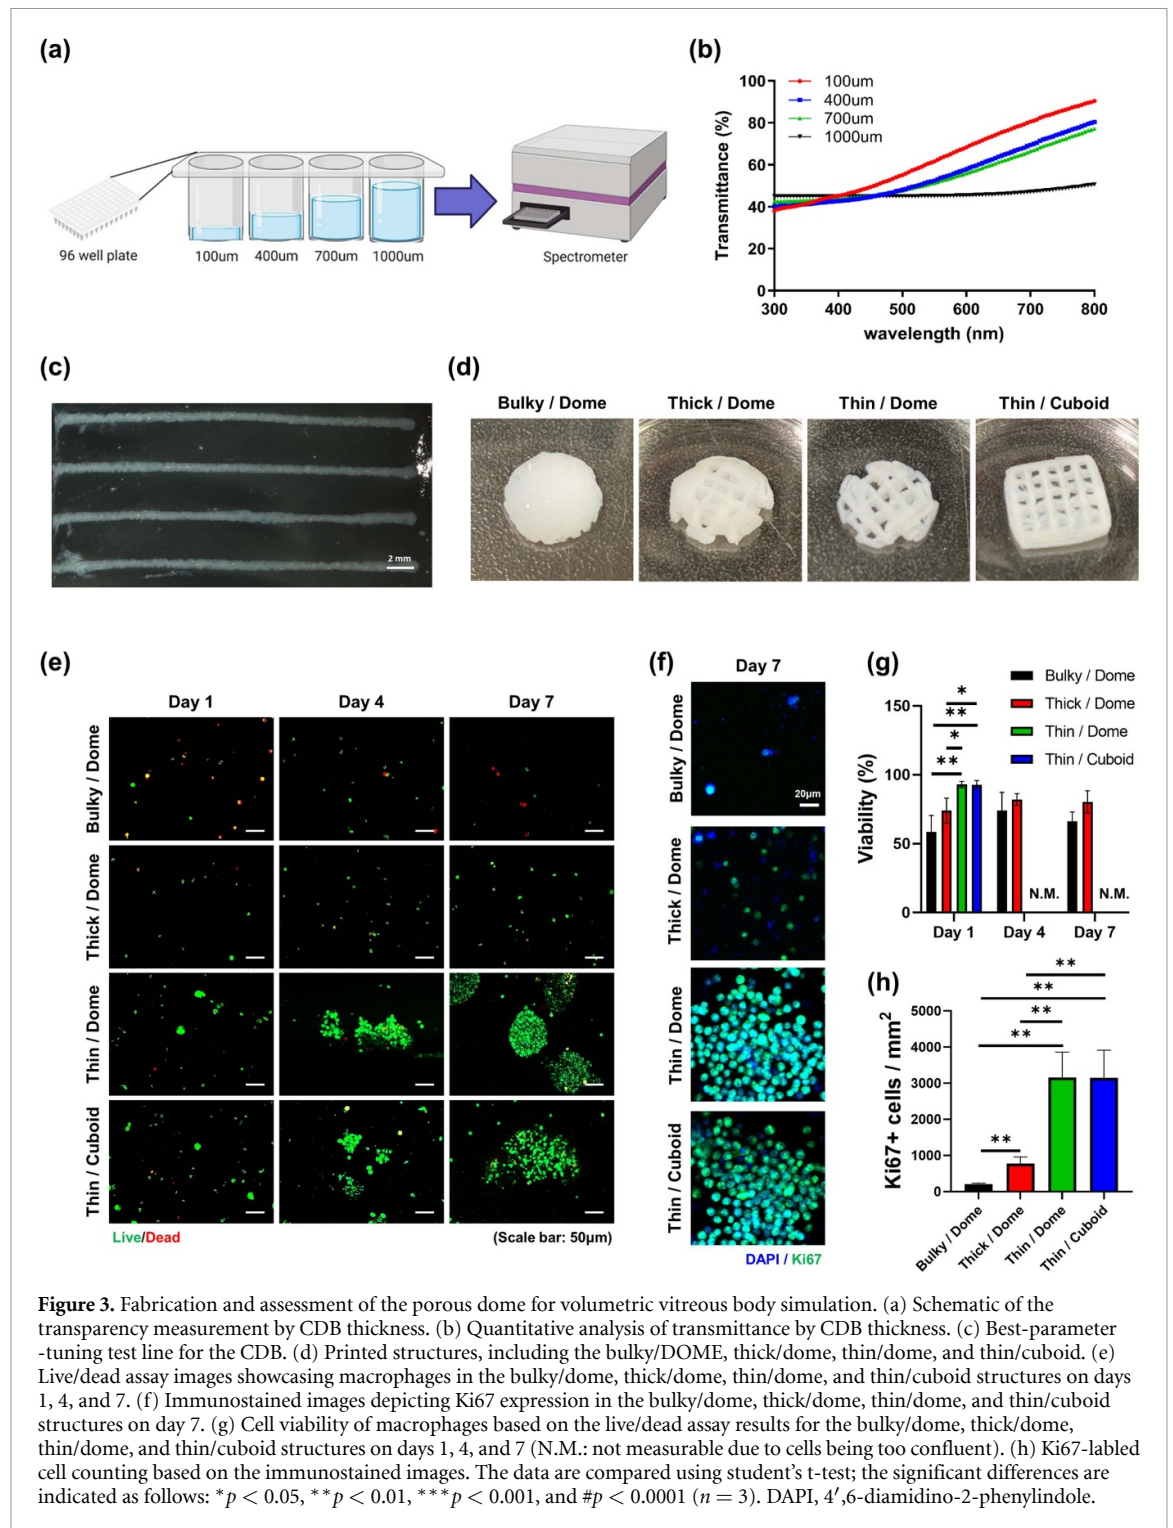 (a)
96 well plate
100um
400um
700um
1000um
Spectrometer
(b)
100um
400um
700um
1000um
Transmittance (%)
100
80
60
40
20
0
300
400
500
600
700
800
wavelength (nm)
(c)
2 mm
(d)
Bulky / Dome
Thick / Dome
Thin / Dome
Thin / Cuboid
(e)
Day 1
Day 4
Day 7
Bulky / Dome
Thick / Dome
Thin / Dome
Thin / Cuboid
Live/Dead
(Scale bar: 50μm)
(f)
Day 7
Bulky / Dome
20μm
Thick / Dome
Thin / Dome
Thin / Cuboid
DAPI / Ki67
(g)
Bulky / Dome
Thick / Dome
Thin / Dome
Thin / Cuboid
Viability (%)
150
100
50
0
*
**
*
**
N.M.
N.M.
Day 1
Day 4
Day 7
(h)
Ki67+ cells / mm²
5000
4000
3000
2000
1000
0
**
**
**
**
**
Bulky / Dome
Thick / Dome
Thin / Dome
Thin / Cuboid
Figure 3. Fabrication and assessment of the porous dome for volumetric vitreous body simulation. (a) Schematic of the
transparency measurement by CDB thickness. (b) Quantitative analysis of transmittance by CDB thickness. (c) Best-parameter
-tuning test line for the CDB. (d) Printed structures, including the bulky/DOME, thick/dome, thin/dome, and thin/cuboid. (e)
Live/dead assay images showcasing macrophages in the bulky/dome, thick/dome, thin/dome, and thin/cuboid structures on days
1, 4, and 7. (f) Immunostained images depicting Ki67 expression in the bulky/dome, thick/dome, thin/dome, and thin/cuboid
structures on day 7. (g) Cell viability of macrophages based on the live/dead assay results for the bulky/dome, thick/dome,
thin/dome, and thin/cuboid structures on days 1, 4, and 7 (N.M.: not measurable due to cells being too confluent). (h) Ki67-labled
cell counting based on the immunostained images. The data are compared using student's t-test; the significant differences are
indicated as follows: *p < 0.05, **p < 0.01, ***p < 0.001, and #p < 0.0001 (n = 3). DAPI, 4′,6-diamidino-2-phenylindole.